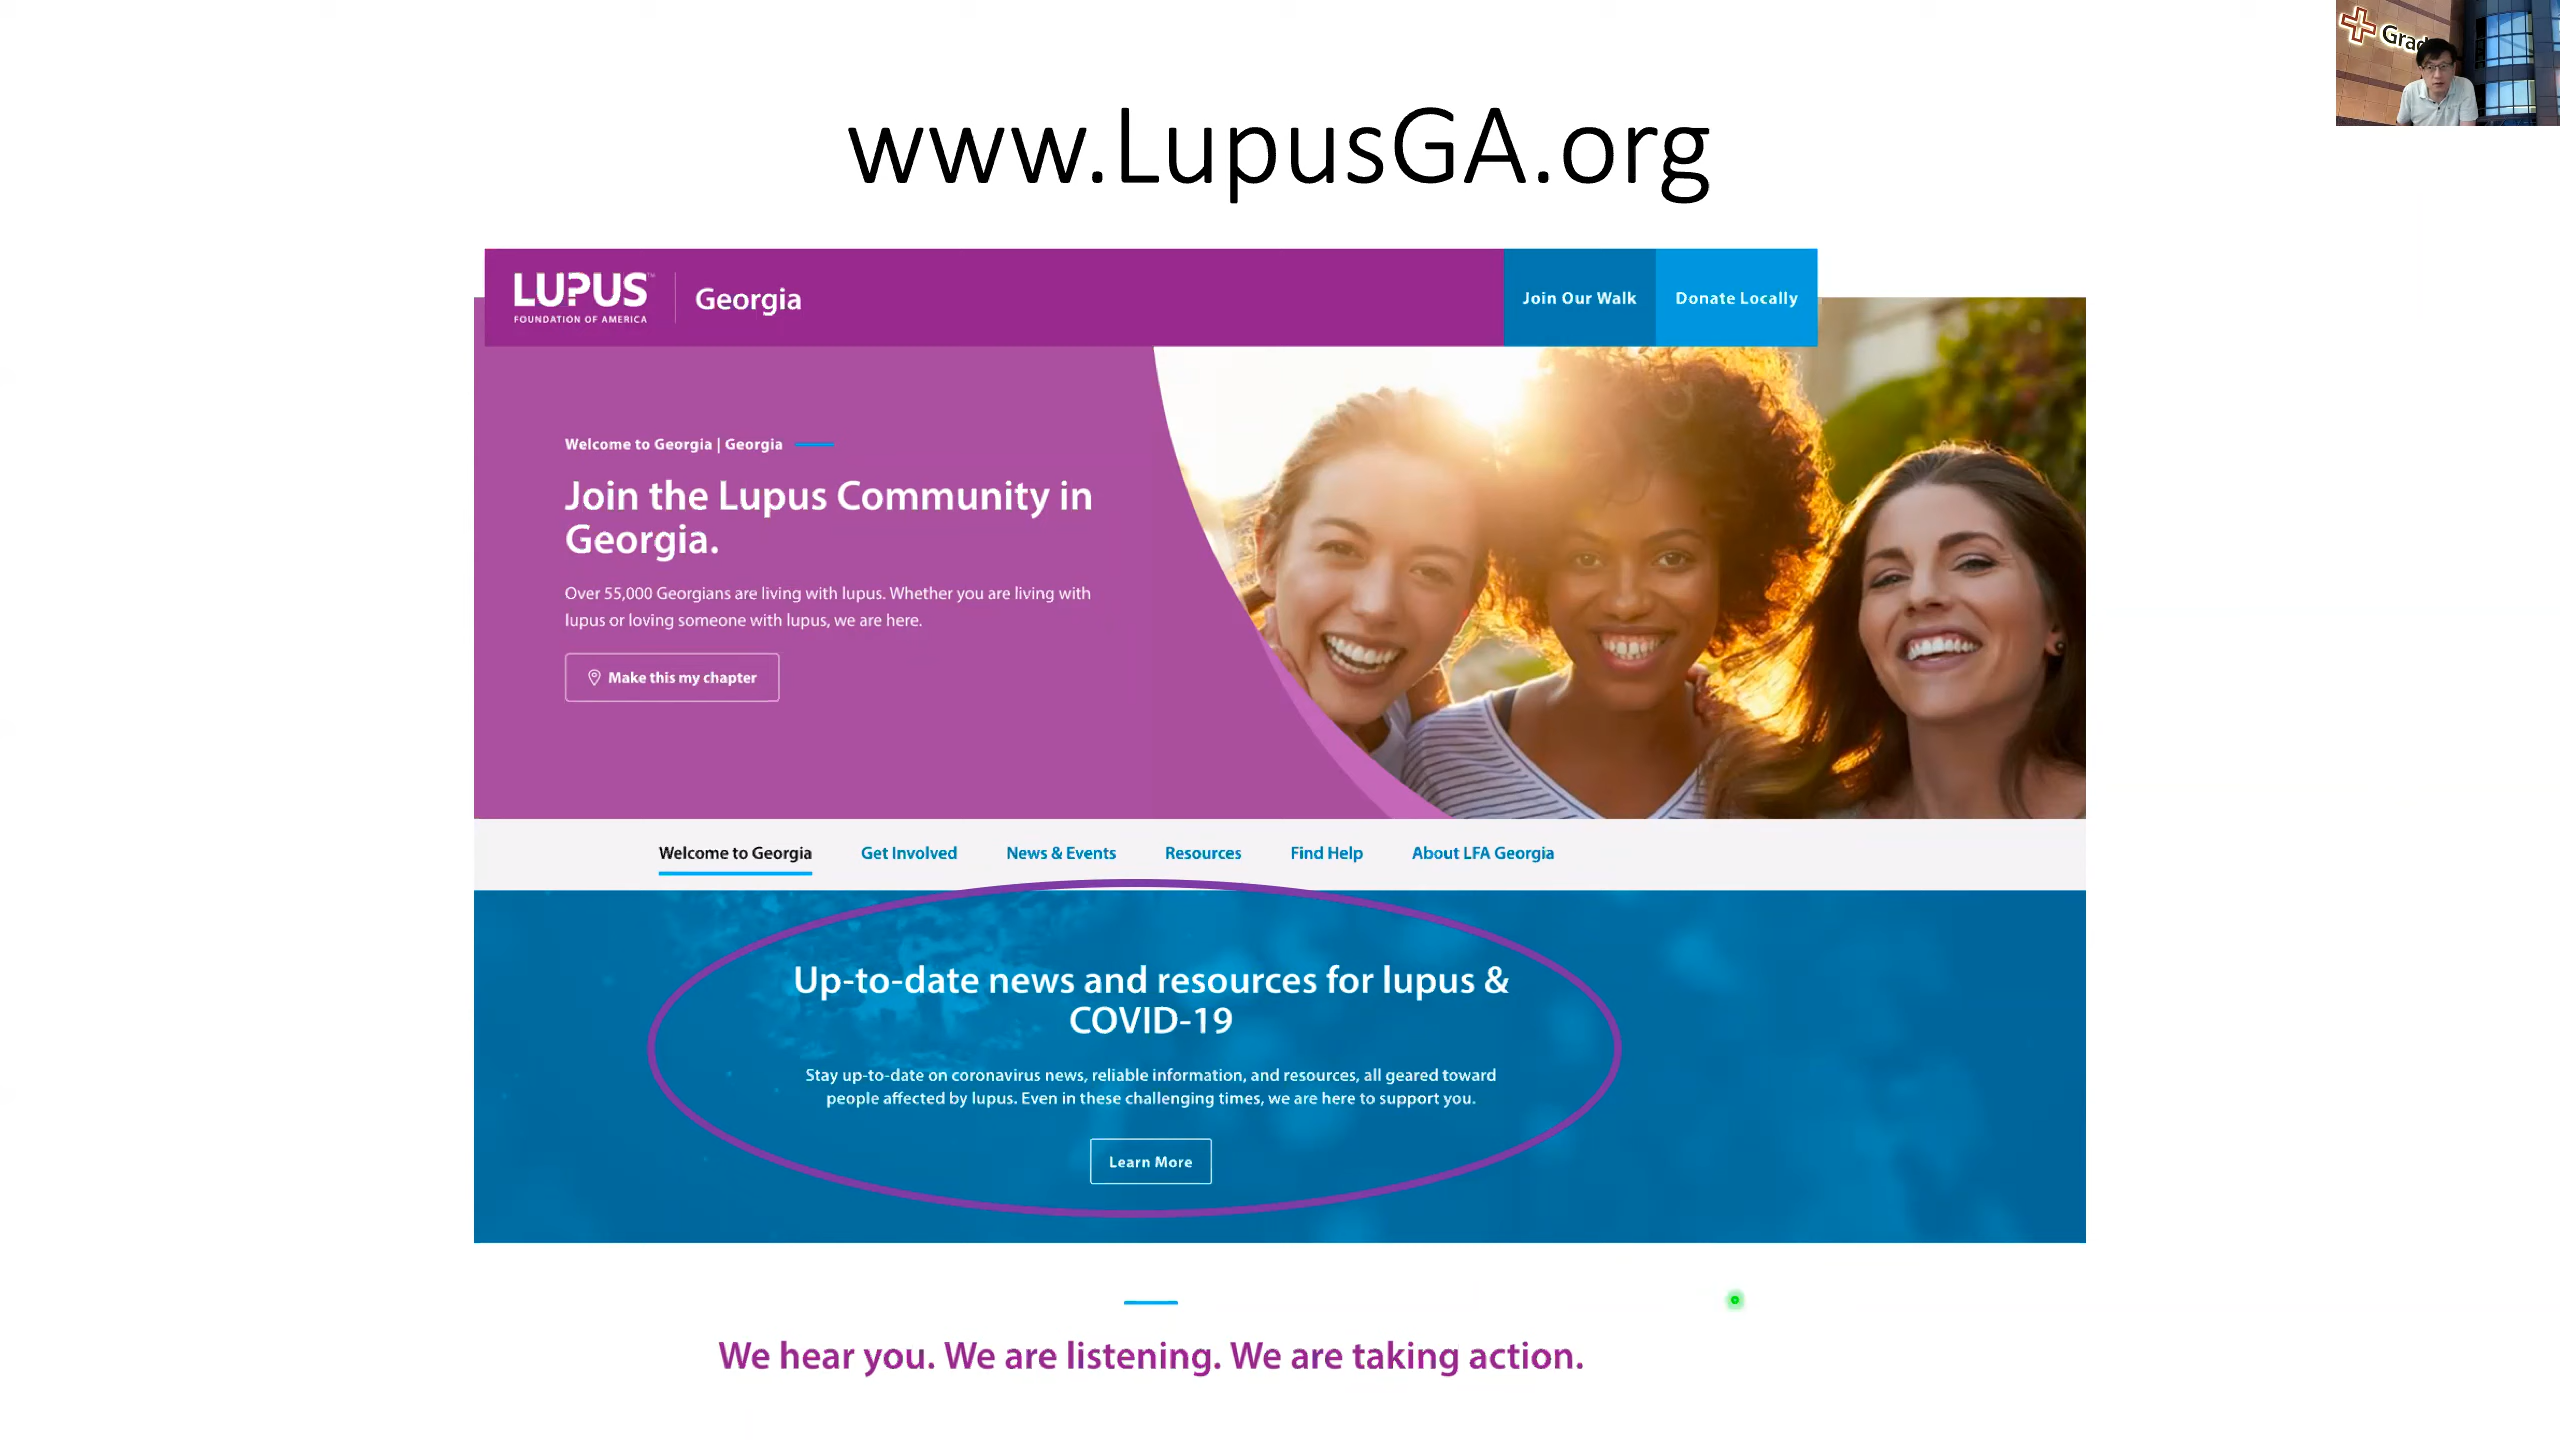 www.LupusGA.org
LUPUS™
FOUNDATION OF AMERICA
Georgia
Join Our Walk
Donate Locally
Welcome to Georgia | Georgia
Join the Lupus Community in
Georgia.
Over 55,000 Georgians are living with lupus. Whether you are living with
lupus or loving someone with lupus, we are here.
Make this my chapter
Welcome to Georgia
Get Involved
News & Events
Resources
Find Help
About LFA Georgia
Up-to-date news and resources for lupus &
COVID-19
Stay up-to-date on coronavirus news, reliable information, and resources, all geared toward
people affected by lupus. Even in these challenging times, we are here to support you.
Learn More
We hear you. We are listening. We are taking action.